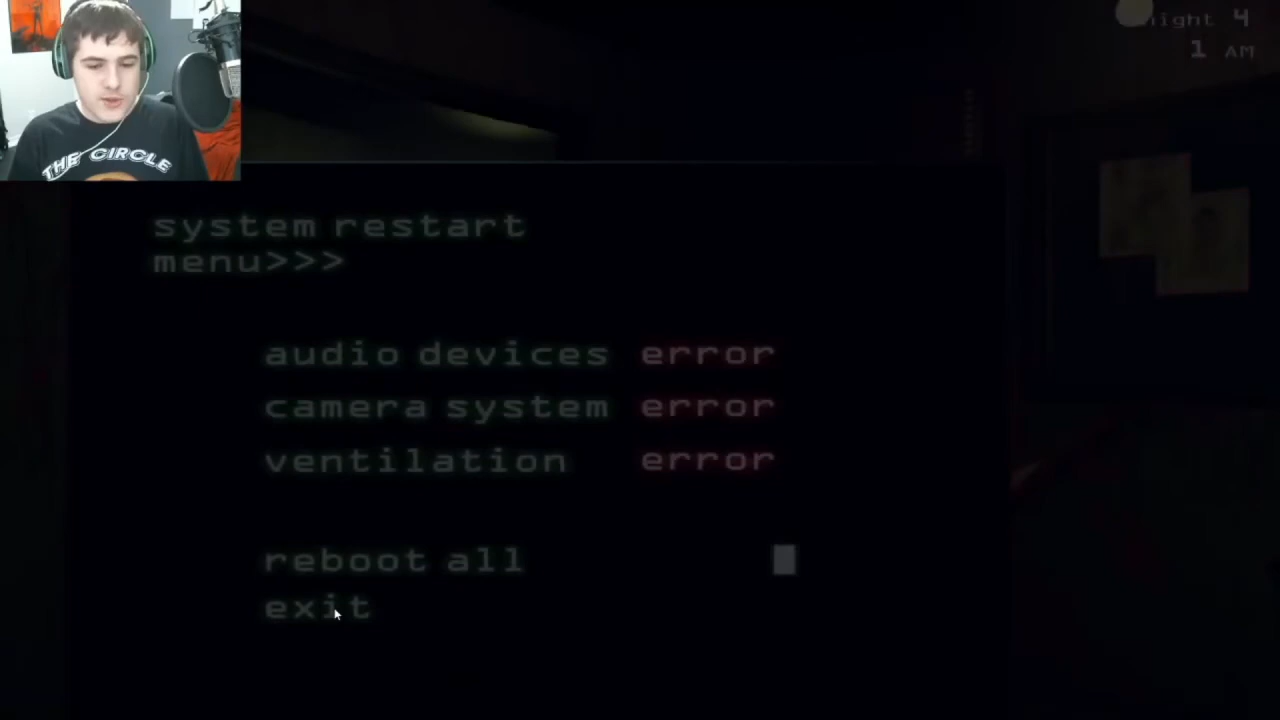 THE CIRCLE
night 4
1 AM
system restart
menu>>>
audio devices error
camera system error
ventilation error
reboot all
exit